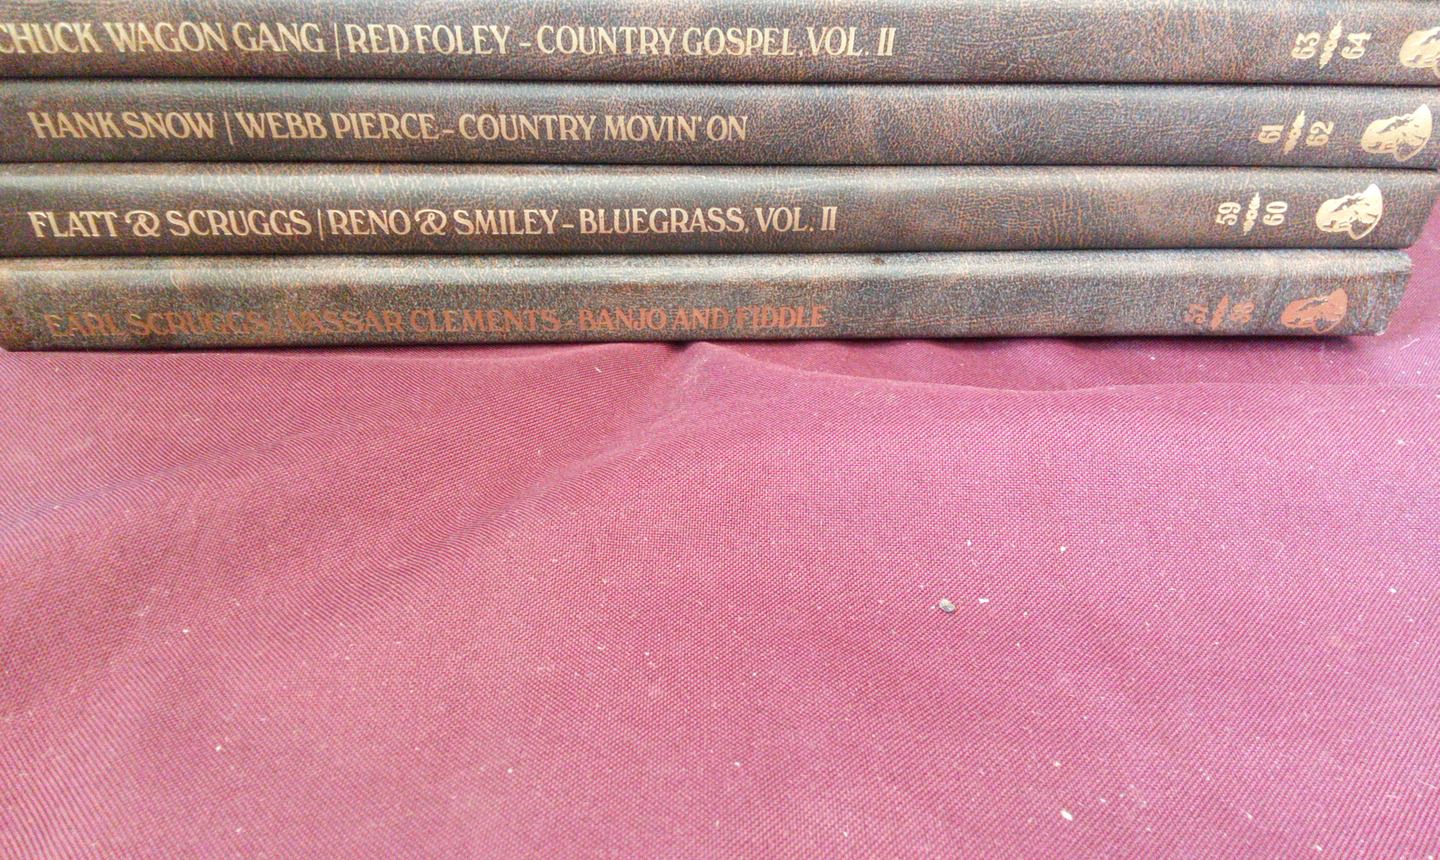 CHUCK WAGON GANG | RED FOLEY - COUNTRY GOSPEL, VOL. II 63 64
HANK SNOW | WEBB PIERCE - COUNTRY MOVIN' ON 61 62
FLATT & SCRUGGS | RENO & SMILEY - BLUEGRASS, VOL. II 59 60
EARL SCRUGGS | VASSAR CLEMENTS - BANJO AND FIDDLE